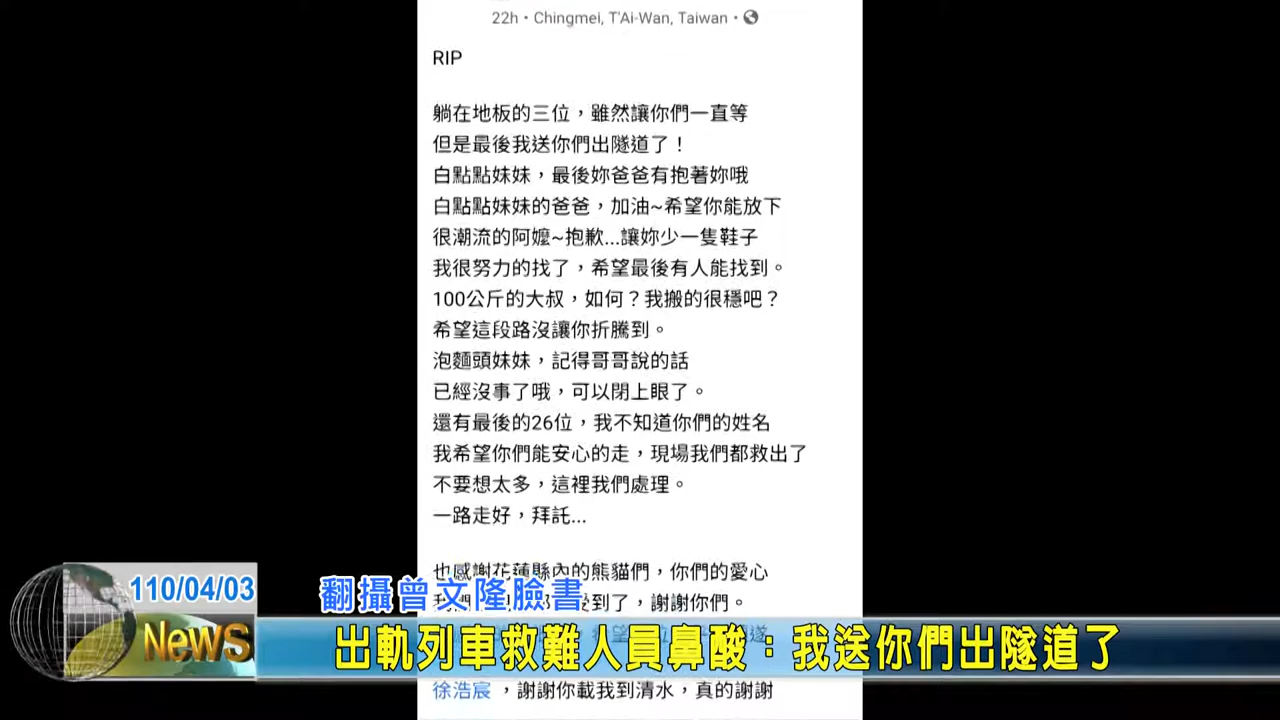 22h · Chingmei, T'Ai-Wan, Taiwan ·
RIP
躺在地板的三位，雖然讓你們一直等
但是最後我送你們出隧道了！
白點點妹妹，最後妳爸爸有抱著妳哦
白點點妹妹的爸爸，加油~希望你能放下
很潮流的阿嬤~抱歉...讓妳少一隻鞋子
我很努力的找了，希望最後有人能找到。
100公斤的大叔，如何？我搬的很穩吧？
希望這段路沒讓你折騰到。
泡麵頭妹妹，記得哥哥說的話
已經沒事了哦，可以閉上眼了。
還有最後的26位，我不知道你們的姓名
我希望你們能安心的走，現場我們都救出了
不要想太多，這裡我們處理。
一路走好，拜託...
也感謝花蓮縣內的熊貓們，你們的愛心
受到了，謝謝你們。
110/04/03
翻攝曾文隆臉書
News
出軌列車救難人員鼻酸：我送你們出隧道了
徐浩宸 ，謝謝你載我到清水，真的謝謝